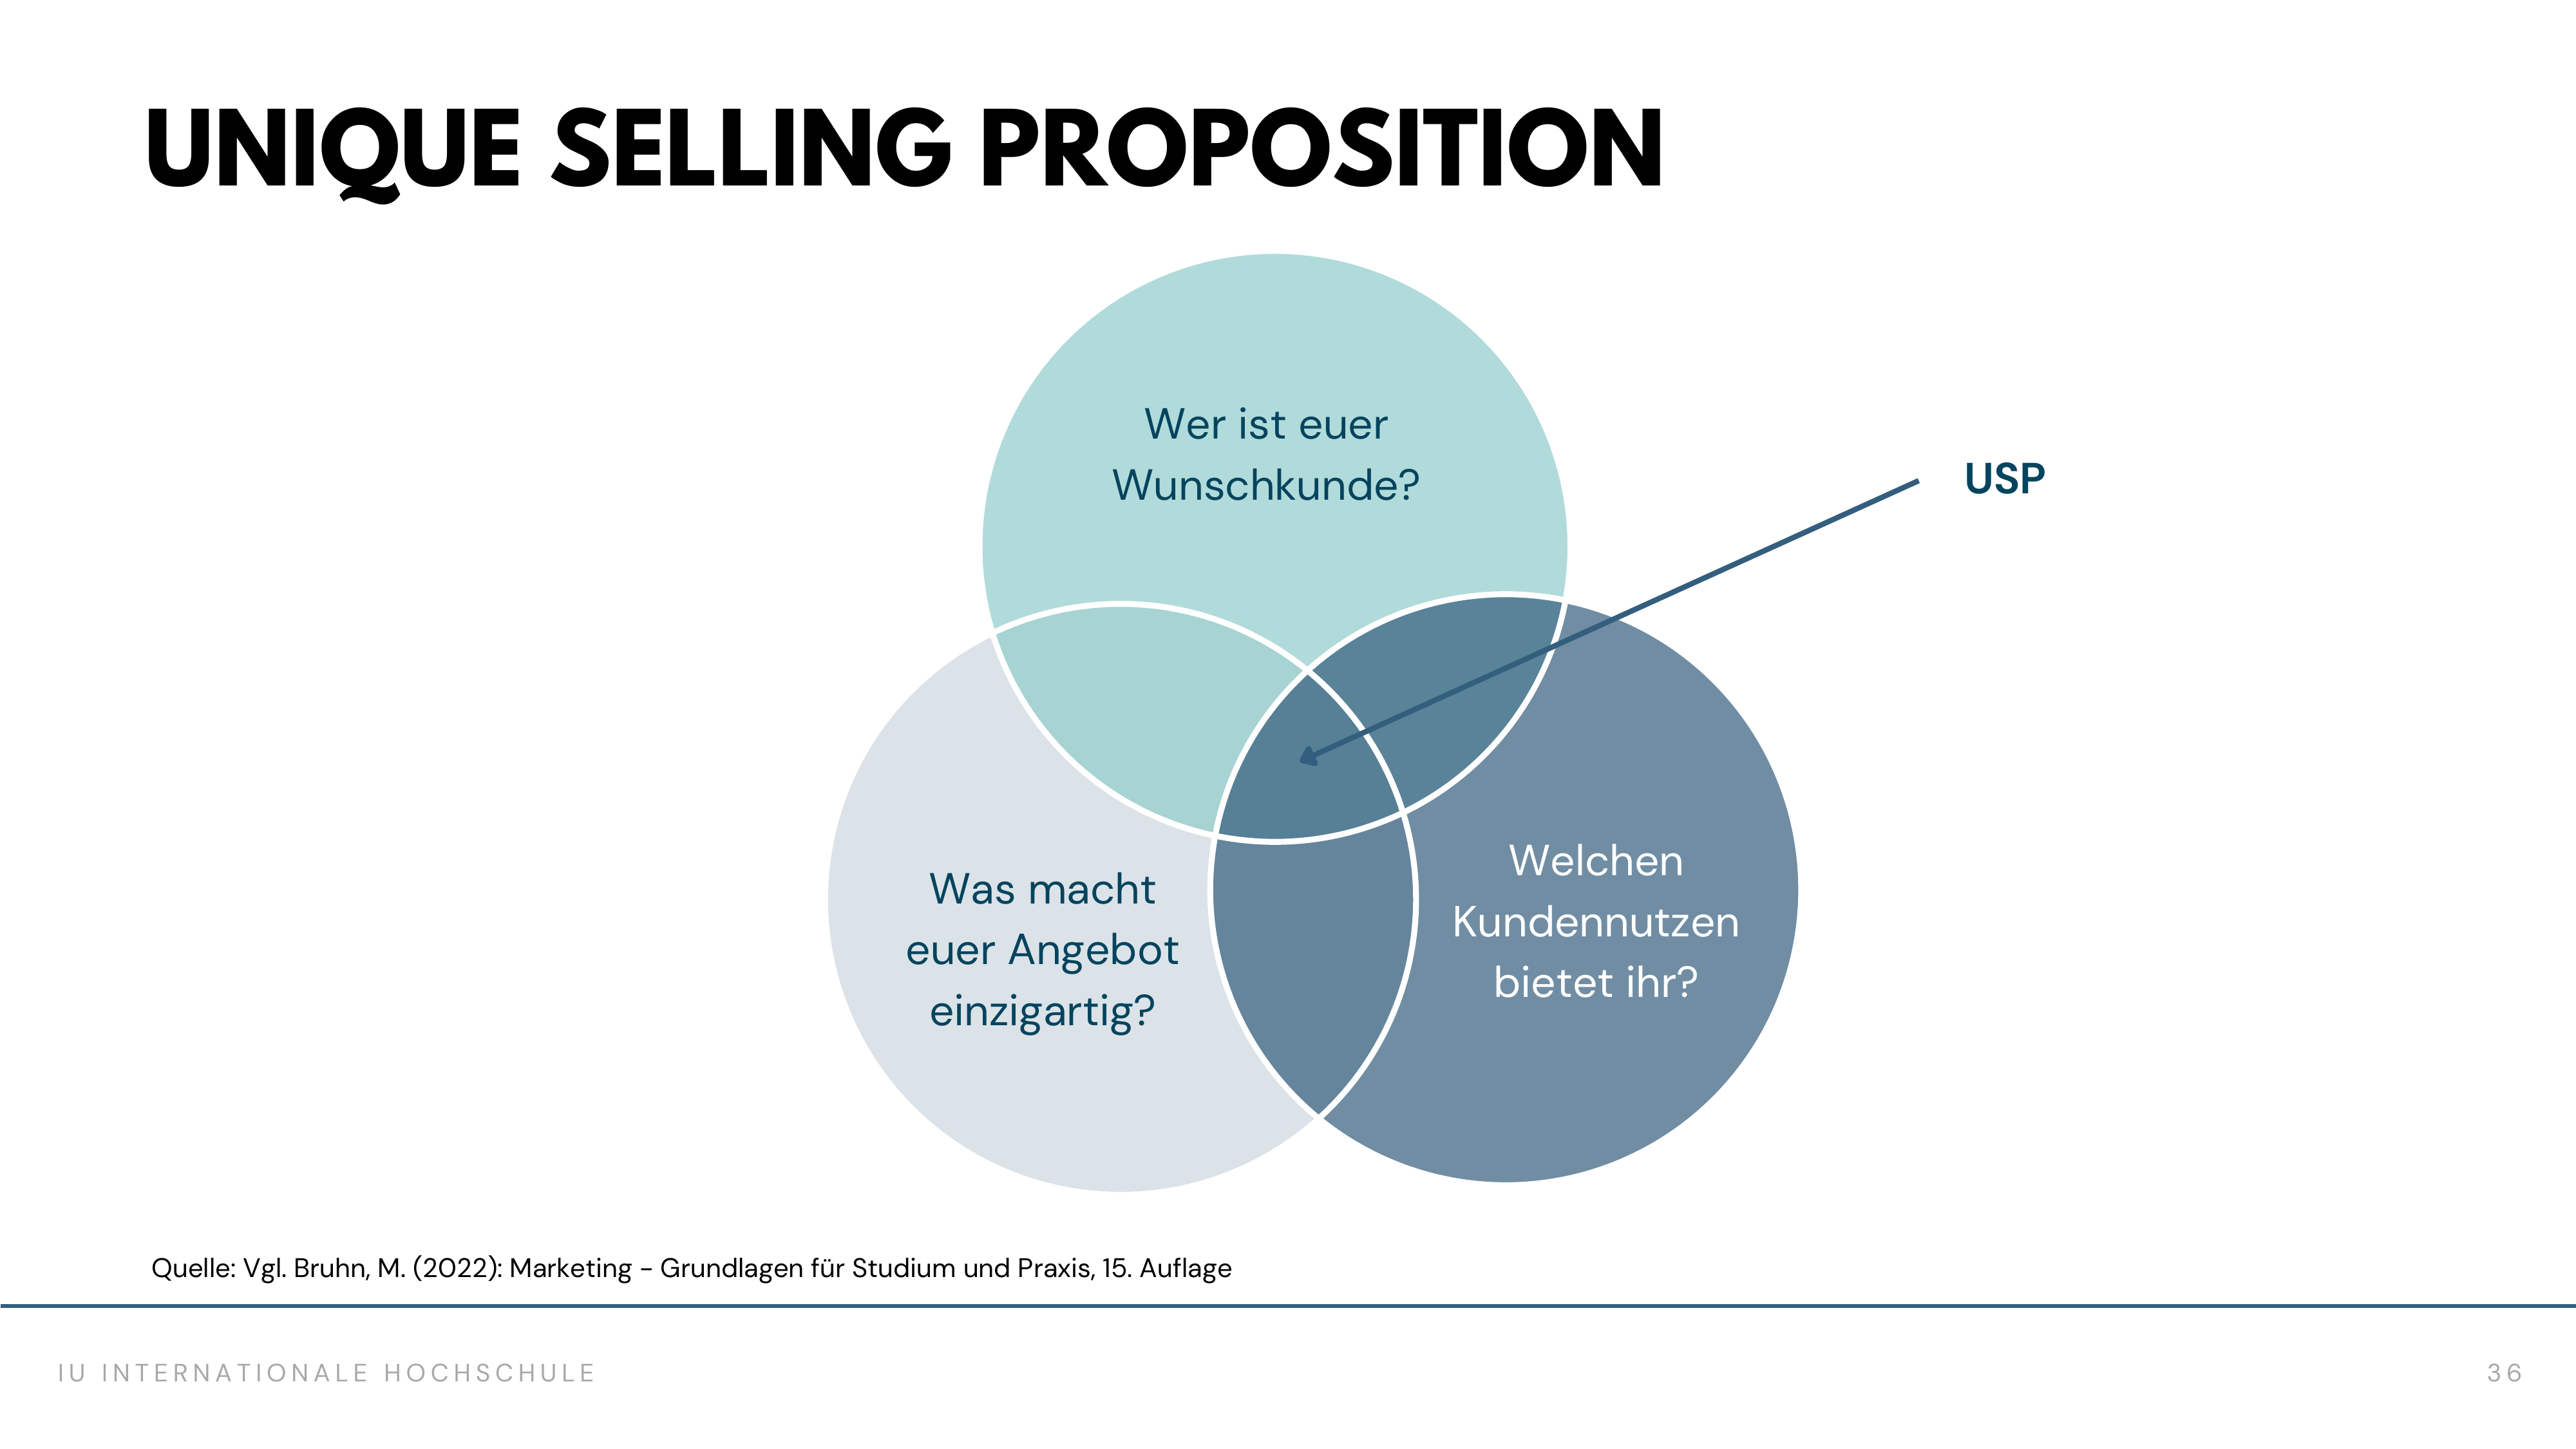 UNIQUE SELLING PROPOSITION
Wer ist euer
Wunschkunde?
USP
Was macht
euer Angebot
einzigartig?
Welchen
Kundennutzen
bietet ihr?
Quelle: Vgl. Bruhn, M. (2022): Marketing - Grundlagen für Studium und Praxis, 15. Auflage
IU INTERNATIONALE HOCHSCHULE
36